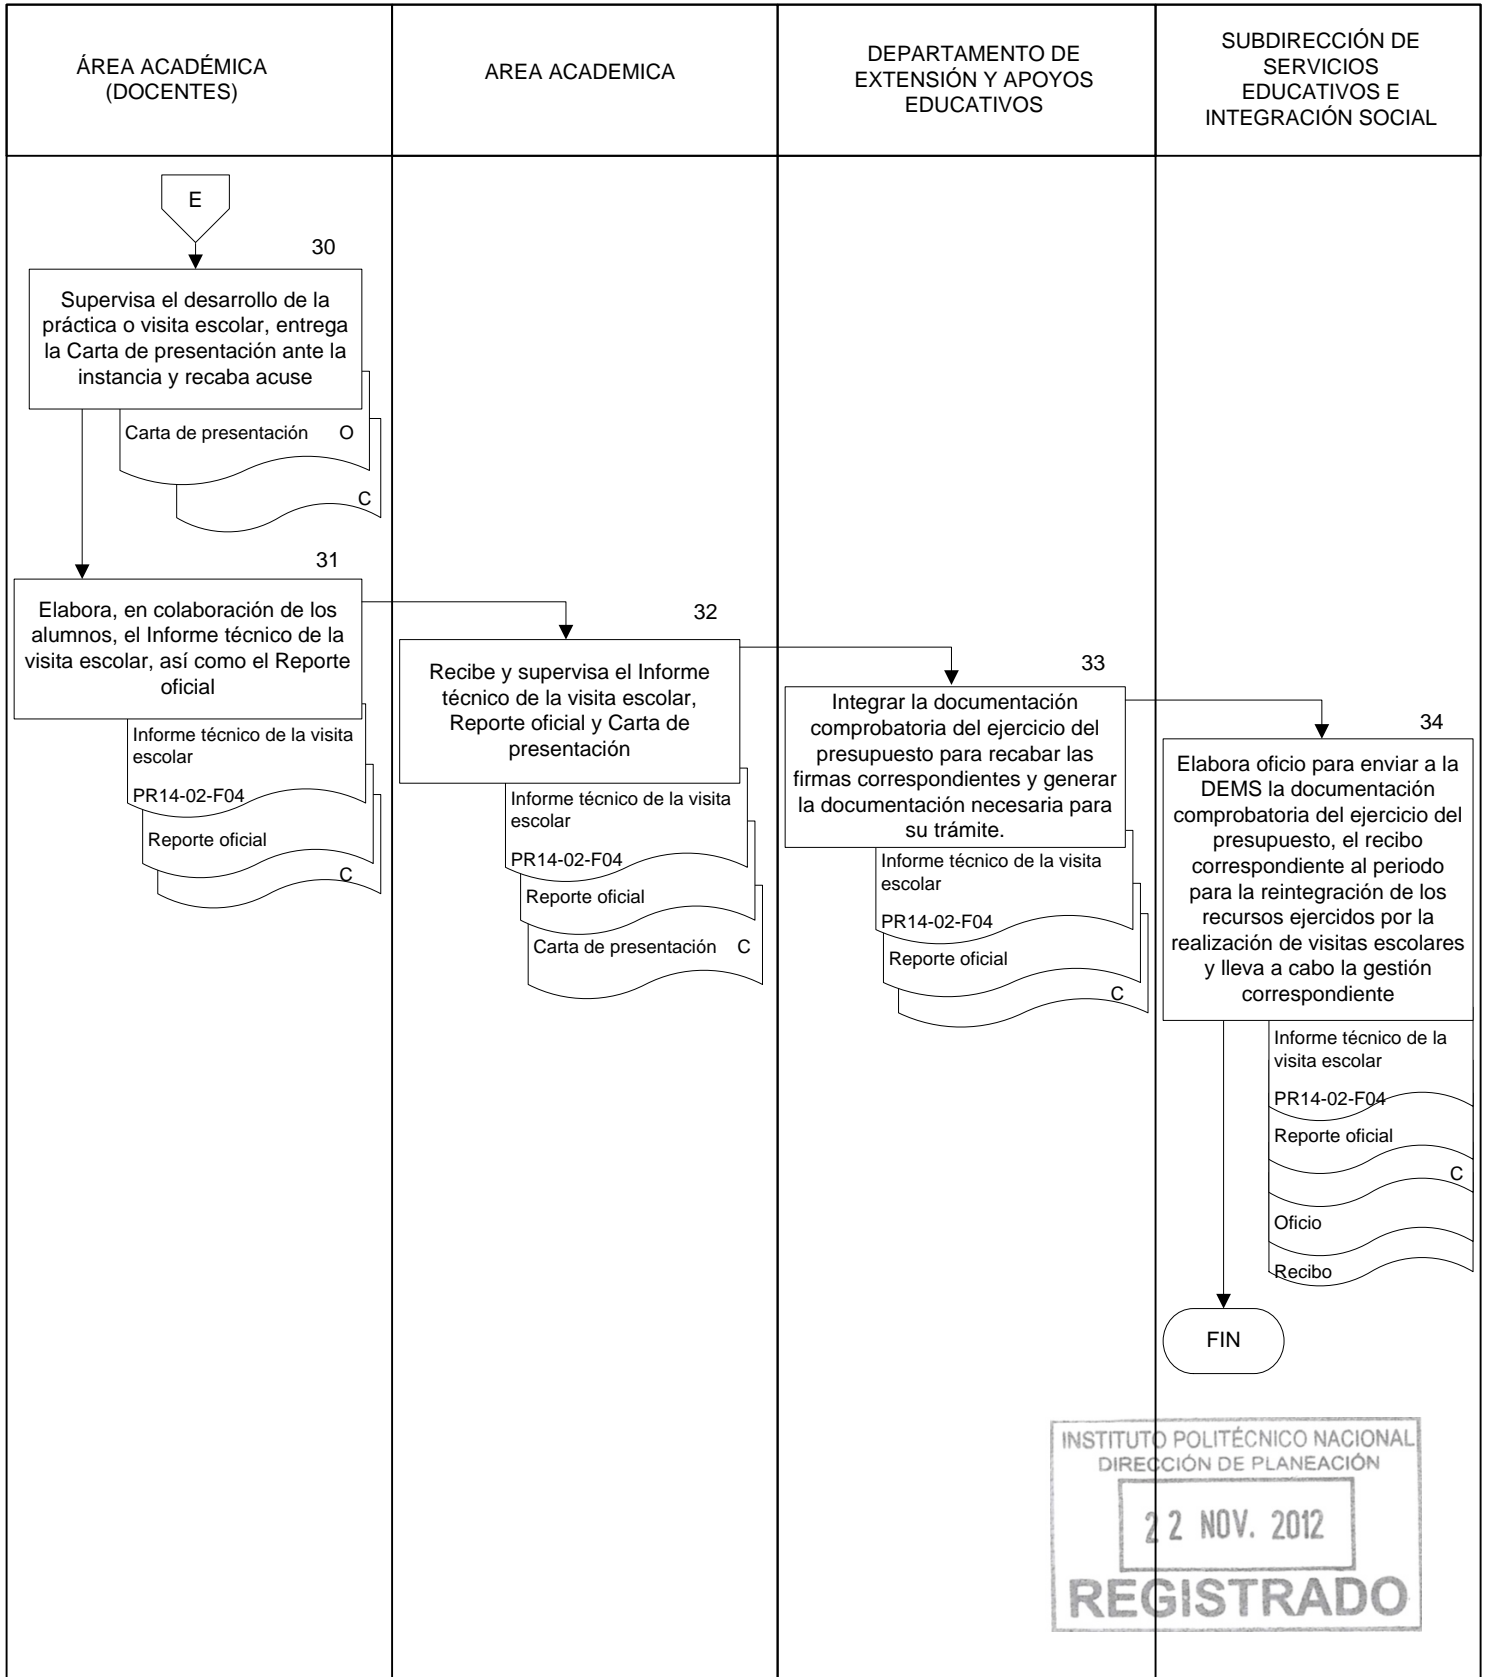 ÁREA ACADÉMICA
(DOCENTES)
AREA ACADEMICA
DEPARTAMENTO DE
EXTENSIÓN Y APOYOS
EDUCATIVOS
SUBDIRECCIÓN DE
SERVICIOS
EDUCATIVOS E
INTEGRACIÓN SOCIAL
E
30
Supervisa el desarrollo de la
práctica o visita escolar, entrega
la Carta de presentación ante la
instancia y recaba acuse
Carta de presentación O
C
31
Elabora, en colaboración de los
alumnos, el Informe técnico de la
visita escolar, así como el Reporte
oficial
Informe técnico de la visita
escolar
PR14-02-F04
Reporte oficial
C
32
Recibe y supervisa el Informe
técnico de la visita escolar,
Reporte oficial y Carta de
presentación
Informe técnico de la visita
escolar
PR14-02-F04
Reporte oficial
Carta de presentación C
33
Integrar la documentación
comprobatoria del ejercicio del
presupuesto para recabar las
firmas correspondientes y generar
la documentación necesaria para
su trámite.
Informe técnico de la visita
escolar
PR14-02-F04
Reporte oficial
C
34
Elabora oficio para enviar a la
DEMS la documentación
comprobatoria del ejercicio del
presupuesto, el recibo
correspondiente al periodo
para la reintegración de los
recursos ejercidos por la
realización de visitas escolares
y lleva a cabo la gestión
correspondiente
Informe técnico de la
visita escolar
PR14-02-F04
Reporte oficial
C
Oficio
Recibo
FIN
INSTITUTO POLITÉCNICO NACIONAL
DIRECCIÓN DE PLANEACIÓN
22 NOV. 2012
REGISTRADO